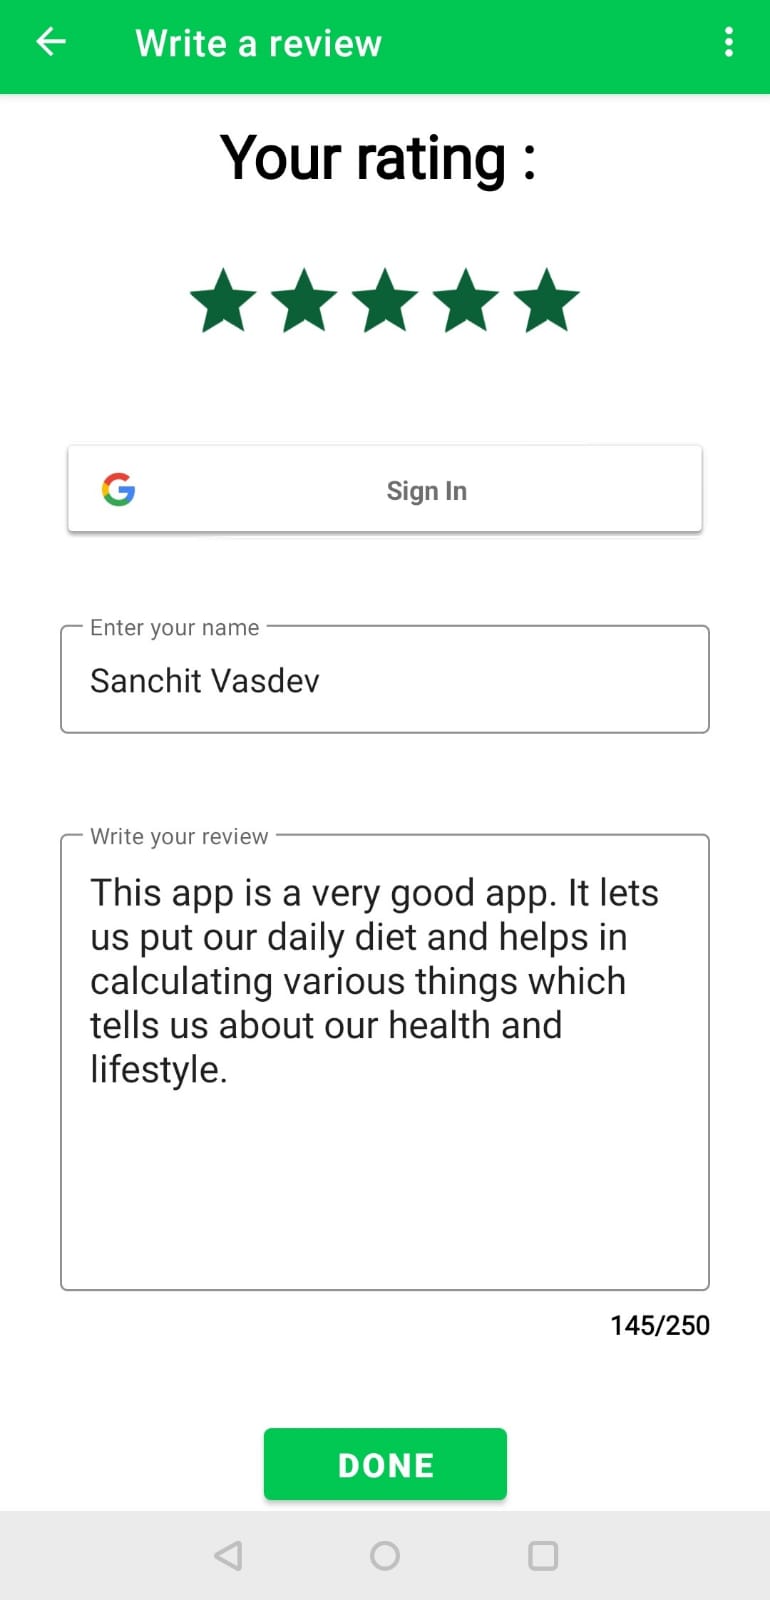 Write a review
Your rating :
Sign In
Enter your name
Sanchit Vasdev
Write your review
This app is a very good app. It lets
us put our daily diet and helps in
calculating various things which
tells us about our health and
lifestyle.
145/250
DONE